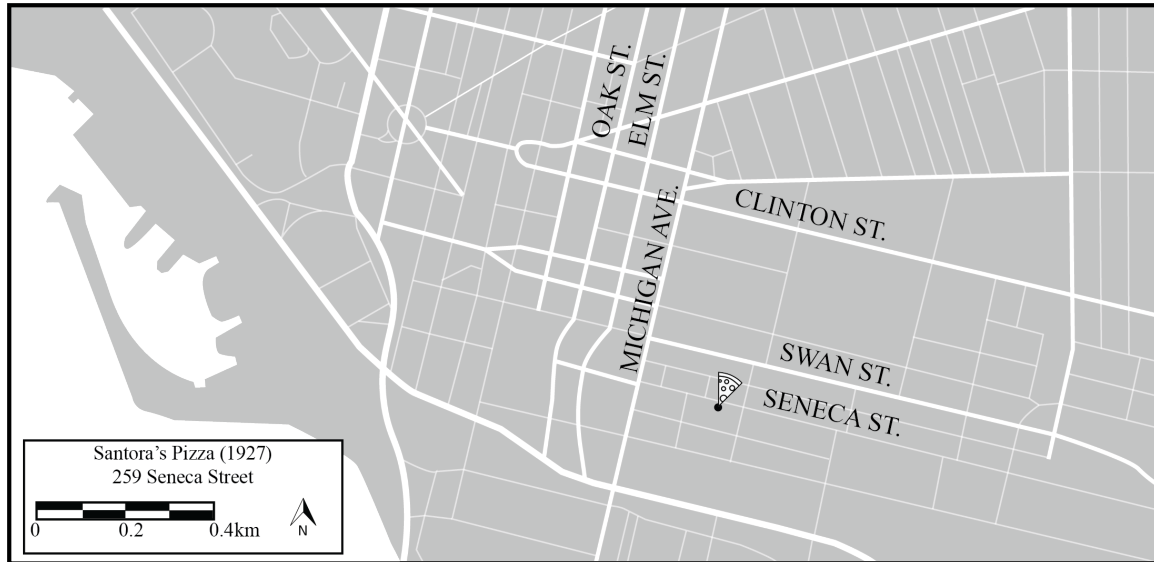 OAK ST.
ELM ST.
MICHIGAN AVE.
CLINTON ST.
SWAN ST.
SENECA ST.
Santora's Pizza (1927)
259 Seneca Street
0 0.2 0.4km
N